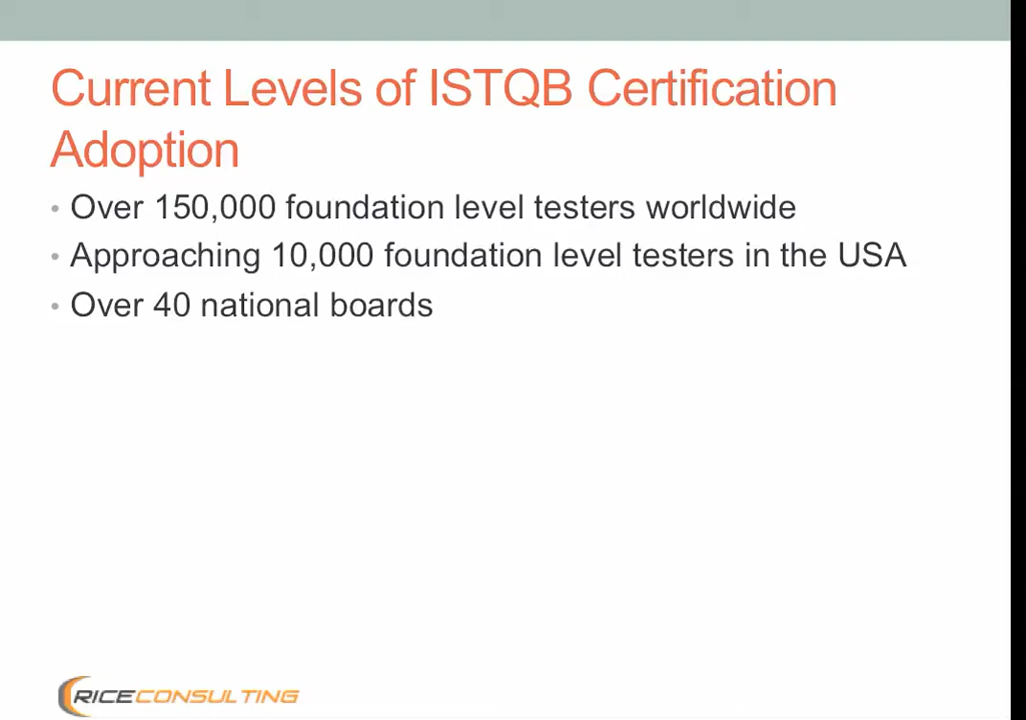 Current Levels of ISTQB Certification
Adoption
• Over 150,000 foundation level testers worldwide
• Approaching 10,000 foundation level testers in the USA
• Over 40 national boards
RICECONSULTING